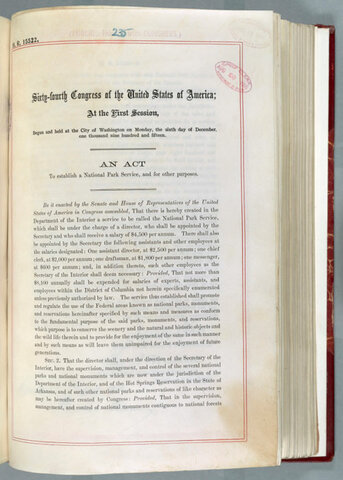 H. R. 15522.
235
Sixty-fourth Congress of the United States of America;
At the First Session,
Begun and held at the City of Washington on Monday, the sixth day of December,
one thousand nine hundred and fifteen.
AN ACT
To establish a National Park Service, and for other purposes.
Be it enacted by the Senate and House of Representatives of the United
States of America in Congress assembled, That there is hereby created in the
Department of the Interior a service to be called the National Park Service,
which shall be under the charge of a director, who shall be appointed by the
Secretary and who shall receive a salary of $4,500 per annum. There shall also
be appointed by the Secretary the following assistants and other employees at
the salaries designated: One assistant director, at $2,500 per annum; one chief
clerk, at $2,000 per annum; one draftsman, at $1,800 per annum; one messenger,
at $600 per annum; and, in addition thereto, such other employees as the
Secretary of the Interior shall deem necessary: Provided, That not more than
$8,100 annually shall be expended for salaries of experts, assistants, and
employees within the District of Columbia not herein specifically enumerated
unless previously authorized by law. The service thus established shall promote
and regulate the use of the Federal areas known as national parks, monuments,
and reservations hereinafter specified by such means and measures as conform
to the fundamental purpose of the said parks, monuments, and reservations,
which purpose is to conserve the scenery and the natural and historic objects and
the wild life therein and to provide for the enjoyment of the same in such manner
and by such means as will leave them unimpaired for the enjoyment of future
generations.
SEC. 2. That the director shall, under the direction of the Secretary of the
Interior, have the supervision, management, and control of the several national
parks and national monuments which are now under the jurisdiction of the
Department of the Interior, and of the Hot Springs Reservation in the State of
Arkansas, and of such other national parks and reservations of like character as
may be hereafter created by Congress: Provided, That in the supervision,
management, and control of national monuments contiguous to national forests